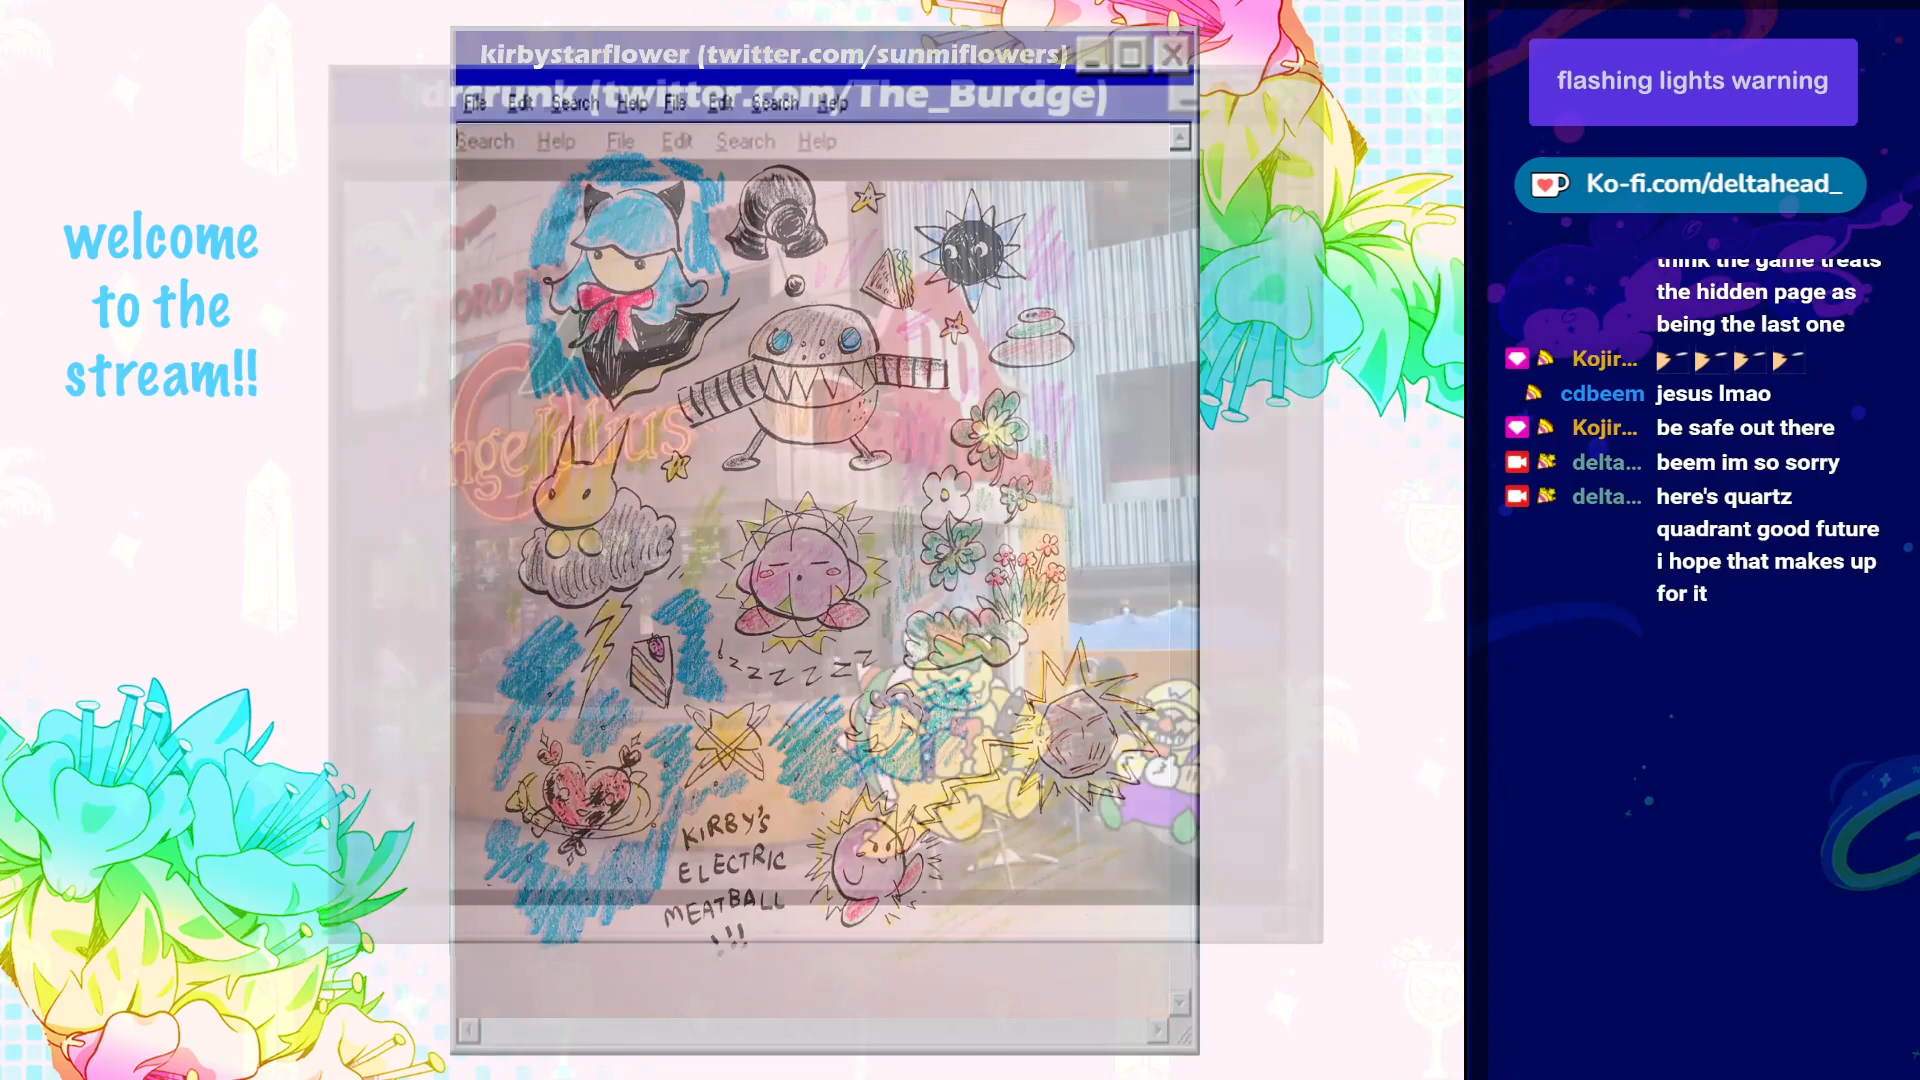 welcome
to the
stream!!
kirbystarflower (twitter.com/sunmiflowers)
(twitter.com/The_Burdge)
File Edit Search Help File Edit Search Help
Search Help File Edit Search Help
Dq
z z z z z z z
KIRBY'S
ELECTRIC
MEATBALL
!!!
flashing lights warning
Ko-fi.com/deltahead_
think the game treats
the hidden page as
being the last one
Kojir...
cdbeem jesus lmao
Kojir... be safe out there
delta... beem im so sorry
delta... here's quartz
quadrant good future
i hope that makes up
for it